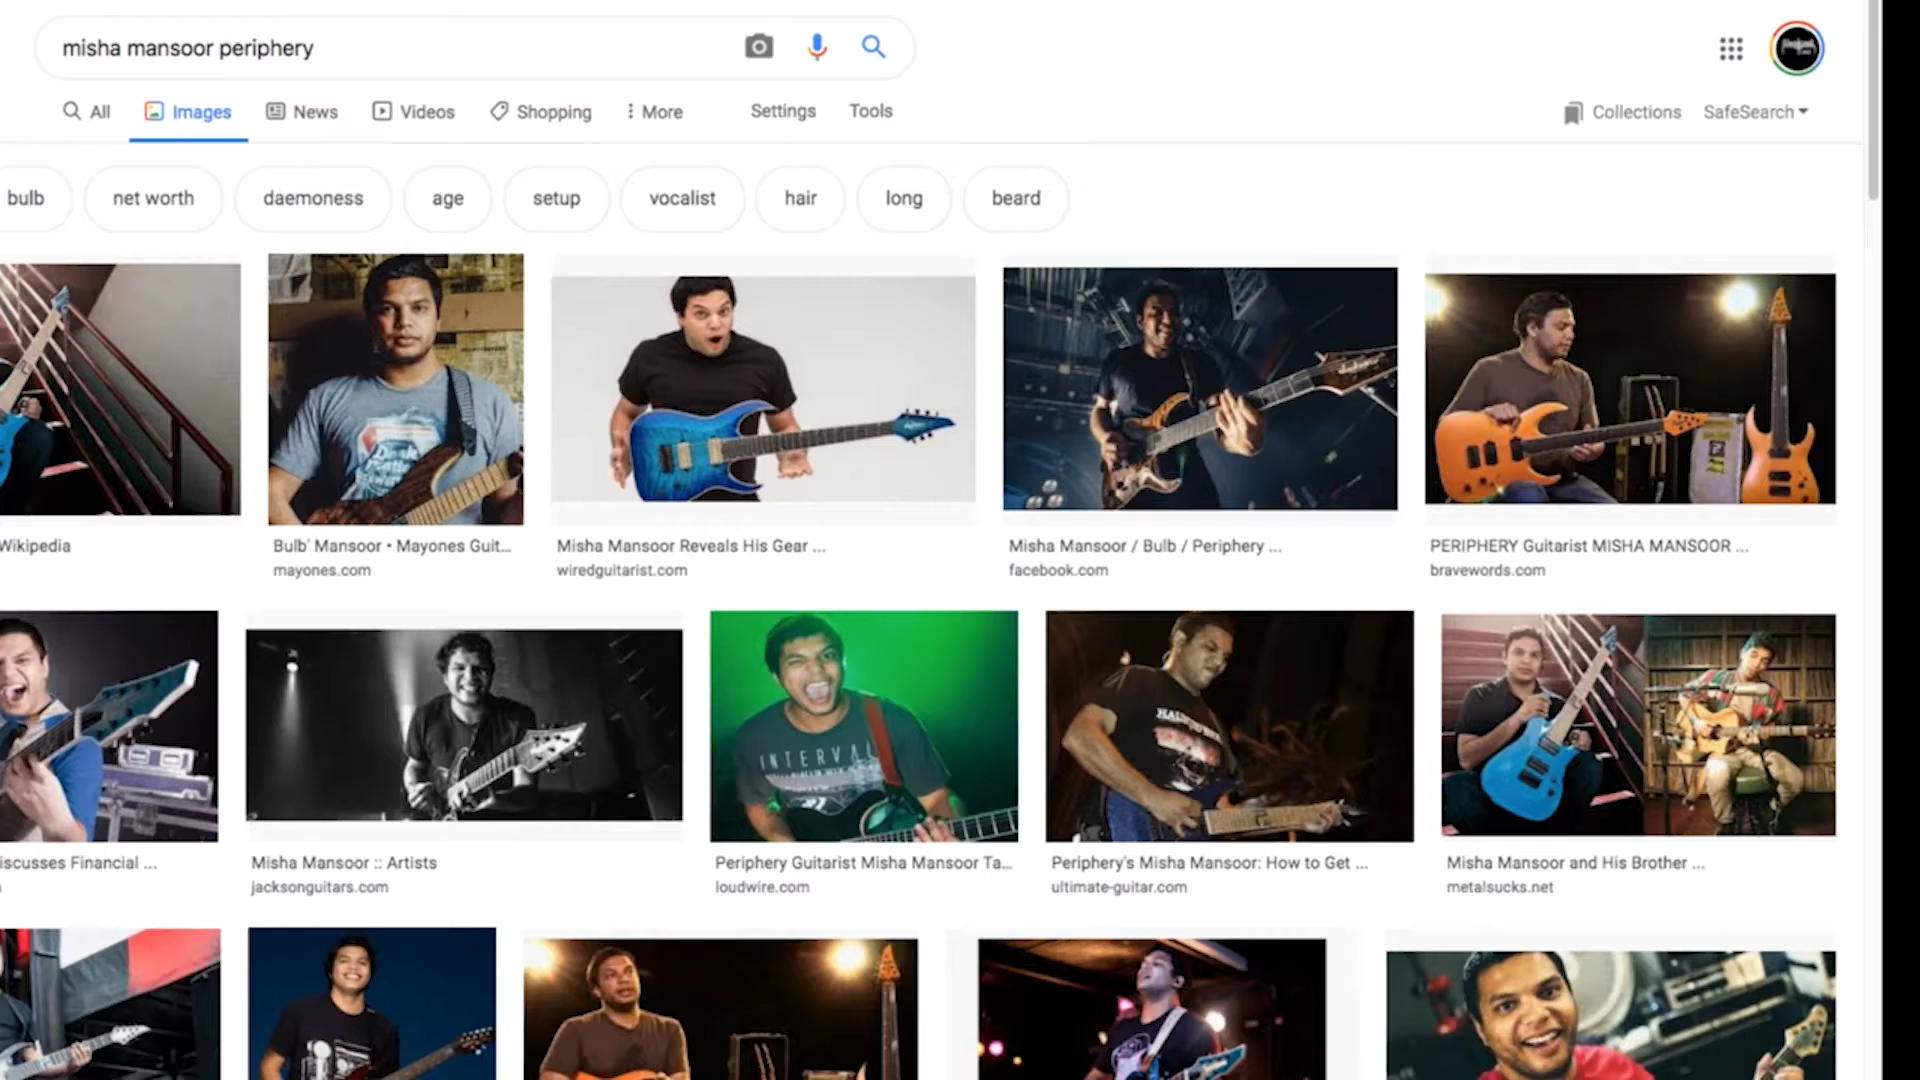 misha mansoor periphery
All
Images
News
Videos
Shopping
More
Settings
Tools
Collections
SafeSearch
bulb
net worth
daemoness
age
setup
vocalist
hair
long
beard
Wikipedia
Bulb' Mansoor • Mayones Guit...
mayones.com
Misha Mansoor Reveals His Gear ...
wiredguitarist.com
Misha Mansoor / Bulb / Periphery ...
facebook.com
PERIPHERY Guitarist MISHA MANSOOR ...
bravewords.com
INTERVAL
iscusses Financial ...
Misha Mansoor :: Artists
jacksonguitars.com
Periphery Guitarist Misha Mansoor Ta...
loudwire.com
Periphery's Misha Mansoor: How to Get ...
ultimate-guitar.com
Misha Mansoor and His Brother ...
metalsucks.net